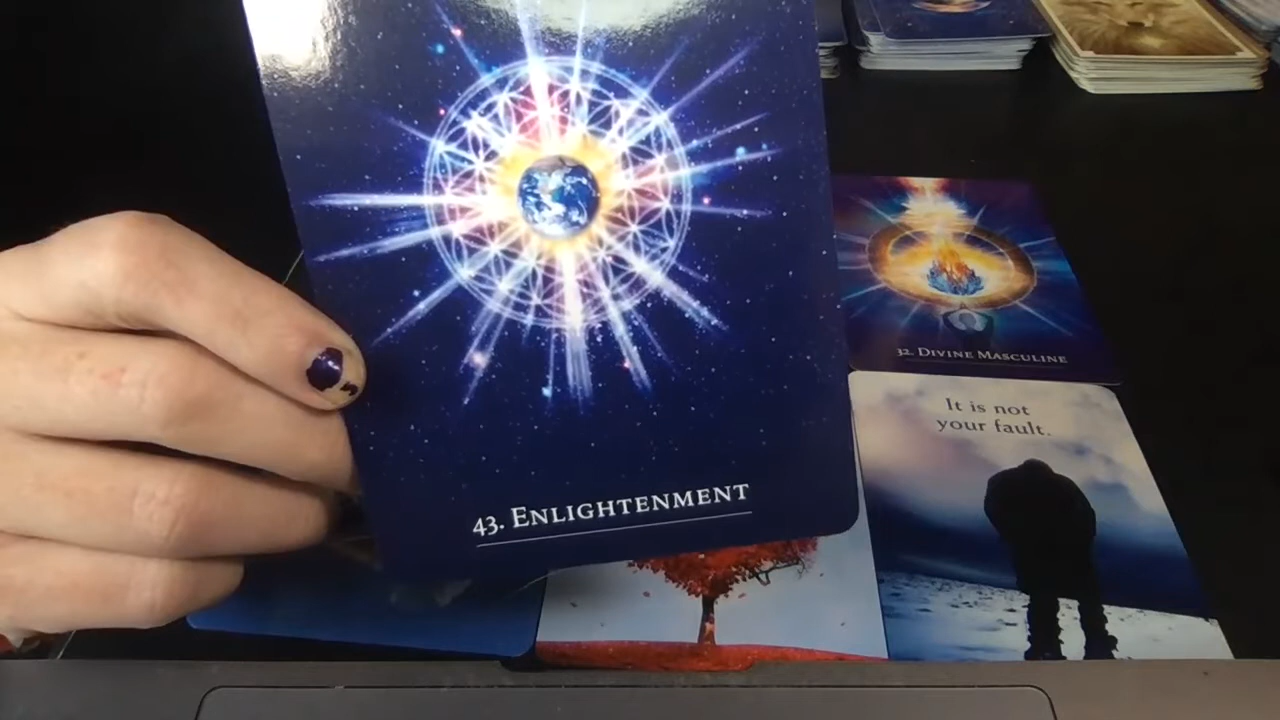 43. ENLIGHTENMENT
32. DIVINE MASCULINE
It is not
your fault.